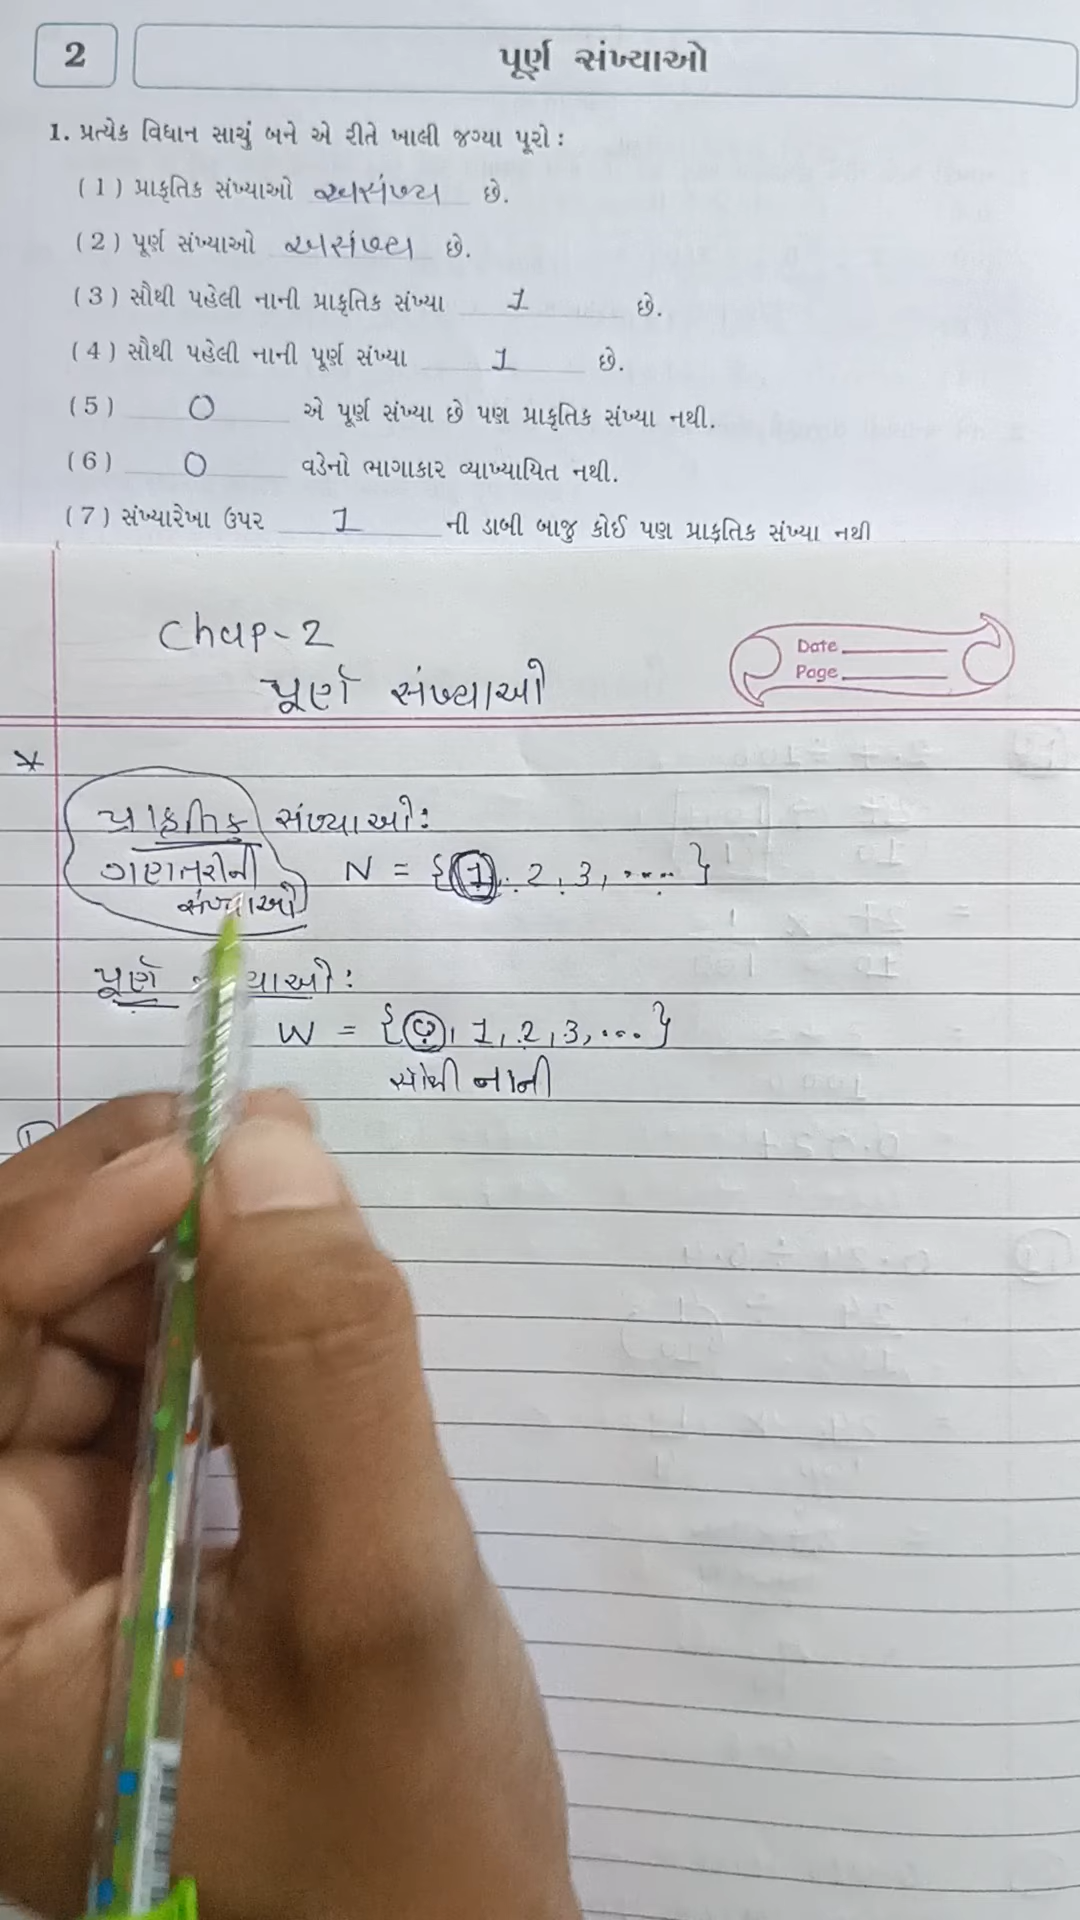 2
પૂર્ણ સંખ્યાઓ
1. પ્રત્યેક વિધાન સાચું બને એ રીતે ખાલી જગ્યા પૂરો :
(1) પ્રાકૃતિક સંખ્યાઓ અસંખ્ય છે.
(2) પૂર્ણ સંખ્યાઓ અસંખ્ય છે.
(3) સૌથી પહેલી નાની પ્રાકૃતિક સંખ્યા 1 છે.
(4) સૌથી પહેલી નાની પૂર્ણ સંખ્યા 1 છે.
(5) 0 એ પૂર્ણ સંખ્યા છે પણ પ્રાકૃતિક સંખ્યા નથી.
(6) 0 વડેનો ભાગાકાર વ્યાખ્યાયિત નથી.
(7) સંખ્યારેખા ઉપર 1 ની ડાબી બાજુ કોઈ પણ પ્રાકૃતિક સંખ્યા નથી
Chap-2
પૂર્ણ સંખ્યાઓ
Date
Page
* પ્રાકૃતિક સંખ્યાઓ:
ગણતરીની N = {1, 2, 3, ....}
સંખ્યાઓ
પૂર્ણ યાઓ:
W = {0, 1, 2, 3, ...}
સૌથી નાની